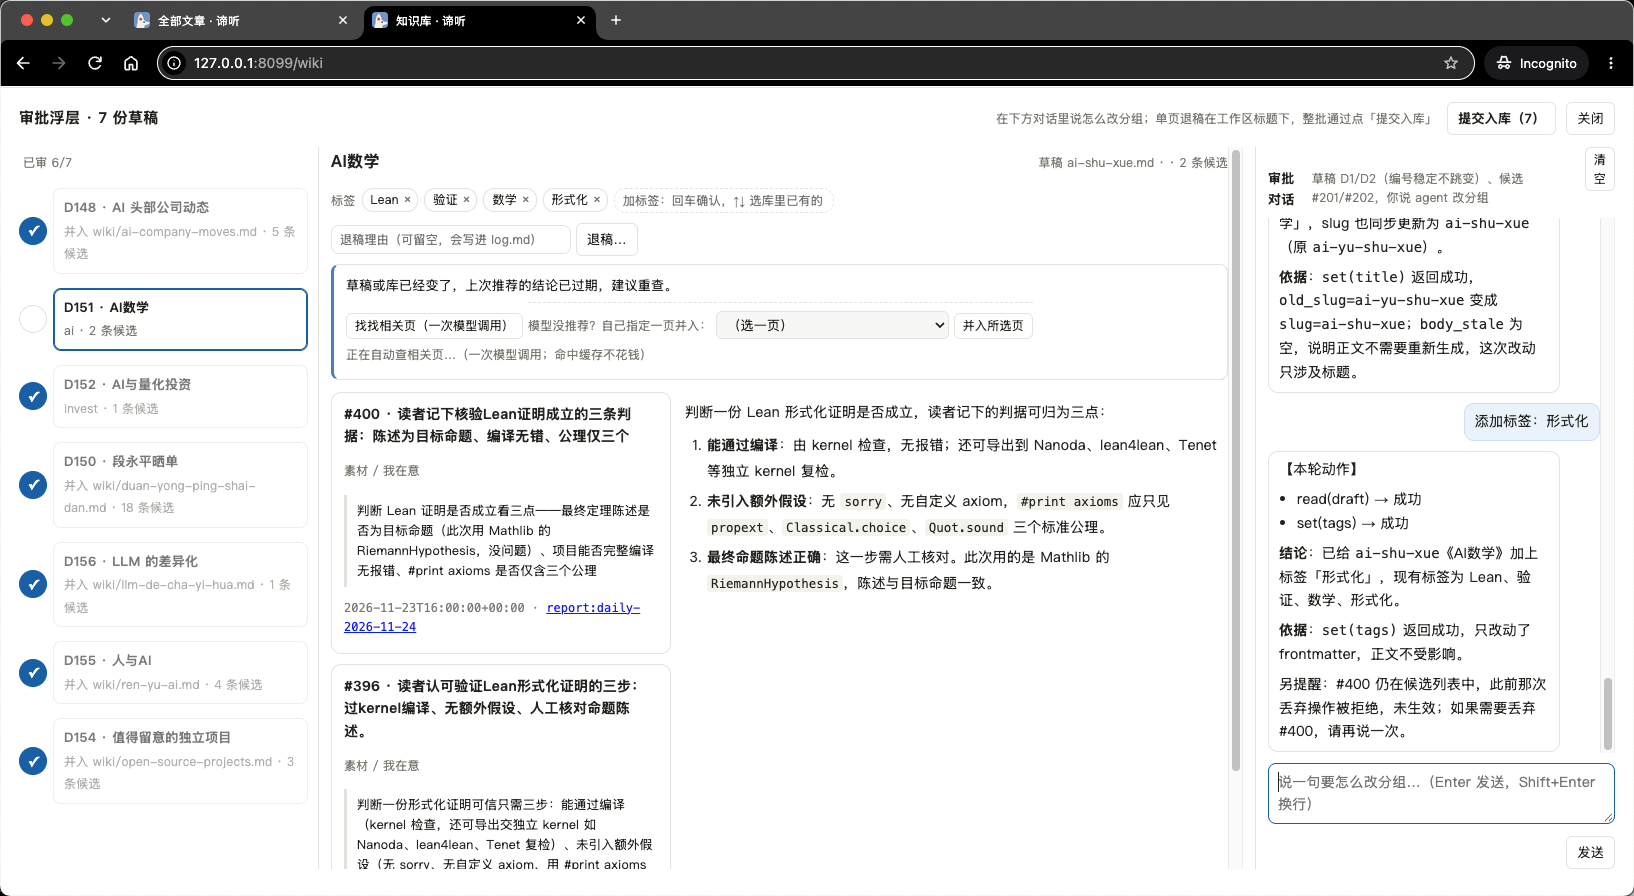 全部文章 · 谛听
知识库 · 谛听
127.0.0.1:8099/wiki
Incognito
审批浮层 · 7 份草稿
在下方对话里说怎么改分组；单页退稿在工作区标题下，整批通过点「提交入库」
提交入库（7）
关闭
已审 6/7
D148 · AI 头部公司动态
并入 wiki/ai-company-moves.md · 5 条
候选
D151 · AI数学
ai · 2 条候选
D152 · AI与量化投资
invest · 1 条候选
D150 · 段永平晒单
并入 wiki/duan-yong-ping-shai-
dan.md · 18 条候选
D156 · LLM 的差异化
并入 wiki/llm-de-cha-yi-hua.md · 1 条
候选
D155 · 人与AI
并入 wiki/ren-yu-ai.md · 4 条候选
D154 · 值得留意的独立项目
并入 wiki/open-source-projects.md · 3
条候选
AI数学
草稿 ai-shu-xue.md · · 2 条候选
标签 Lean × 验证 × 数学 × 形式化 × 加标签：回车确认，↑↓ 选库里已有的
退稿理由（可留空，会写进 log.md） 退稿…
草稿或库已经变了，上次推荐的结论已过期，建议重查。
找找相关页（一次模型调用） 模型没推荐？自己指定一页并入： （选一页） 并入所选页
正在自动查相关页…（一次模型调用；命中缓存不花钱）
#400 · 读者记下核验Lean证明成立的三条判
据：陈述为目标命题、编译无错、公理仅三个
素材 / 我在意
判断 Lean 证明是否成立看三点——最终定理陈述是
否为目标命题（此次用 Mathlib 的
RiemannHypothesis，没问题）、项目能否完整编译
无报错、#print axioms 是否仅含三个公理
2026-11-23T16:00:00+00:00 · report:daily-
2026-11-24
#396 · 读者认可验证Lean形式化证明的三步：
过kernel编译、无额外假设、人工核对命题陈
述。
素材 / 我在意
判断一份形式化证明可信只需三步：能通过编译
（kernel 检查，还可导出交独立 kernel 如
Nanoda、lean4lean、Tenet 复检）、未引入额外假
设（无 sorry、无自定义 axiom，用 #print axioms
判断一份 Lean 形式化证明是否成立，读者记下的判据可归为三点：
1. 能通过编译：由 kernel 检查，无报错；还可导出到 Nanoda、lean4lean、Tenet
等独立 kernel 复检。
2. 未引入额外假设：无 sorry、无自定义 axiom，#print axioms 应只见
propext、Classical.choice、Quot.sound 三个标准公理。
3. 最终命题陈述正确：这一步需人工核对。此次用的是 Mathlib 的
RiemannHypothesis，陈述与目标命题一致。
审批
对话
草稿 D1/D2（编号稳定不跳变）、候选
#201/#202，你说 agent 改分组
清
空
学」，slug 也同步更新为 ai-shu-xue
（原 ai-yu-shu-xue）。
依据：set(title) 返回成功，
old_slug=ai-yu-shu-xue 变成
slug=ai-shu-xue；body_stale 为
空，说明正文不需要重新生成，这次改动
只涉及标题。
添加标签：形式化
【本轮动作】
• read(draft) → 成功
• set(tags) → 成功
结论：已给 ai-shu-xue《AI数学》加上
标签「形式化」，现有标签为 Lean、验
证、数学、形式化。
依据：set(tags) 返回成功，只改动了
frontmatter，正文不受影响。
另提醒：#400 仍在候选列表中，此前那次
丢弃操作被拒绝，未生效；如果需要丢弃
#400，请再说一次。
说一句要怎么改分组…（Enter 发送，Shift+Enter
换行）
发送